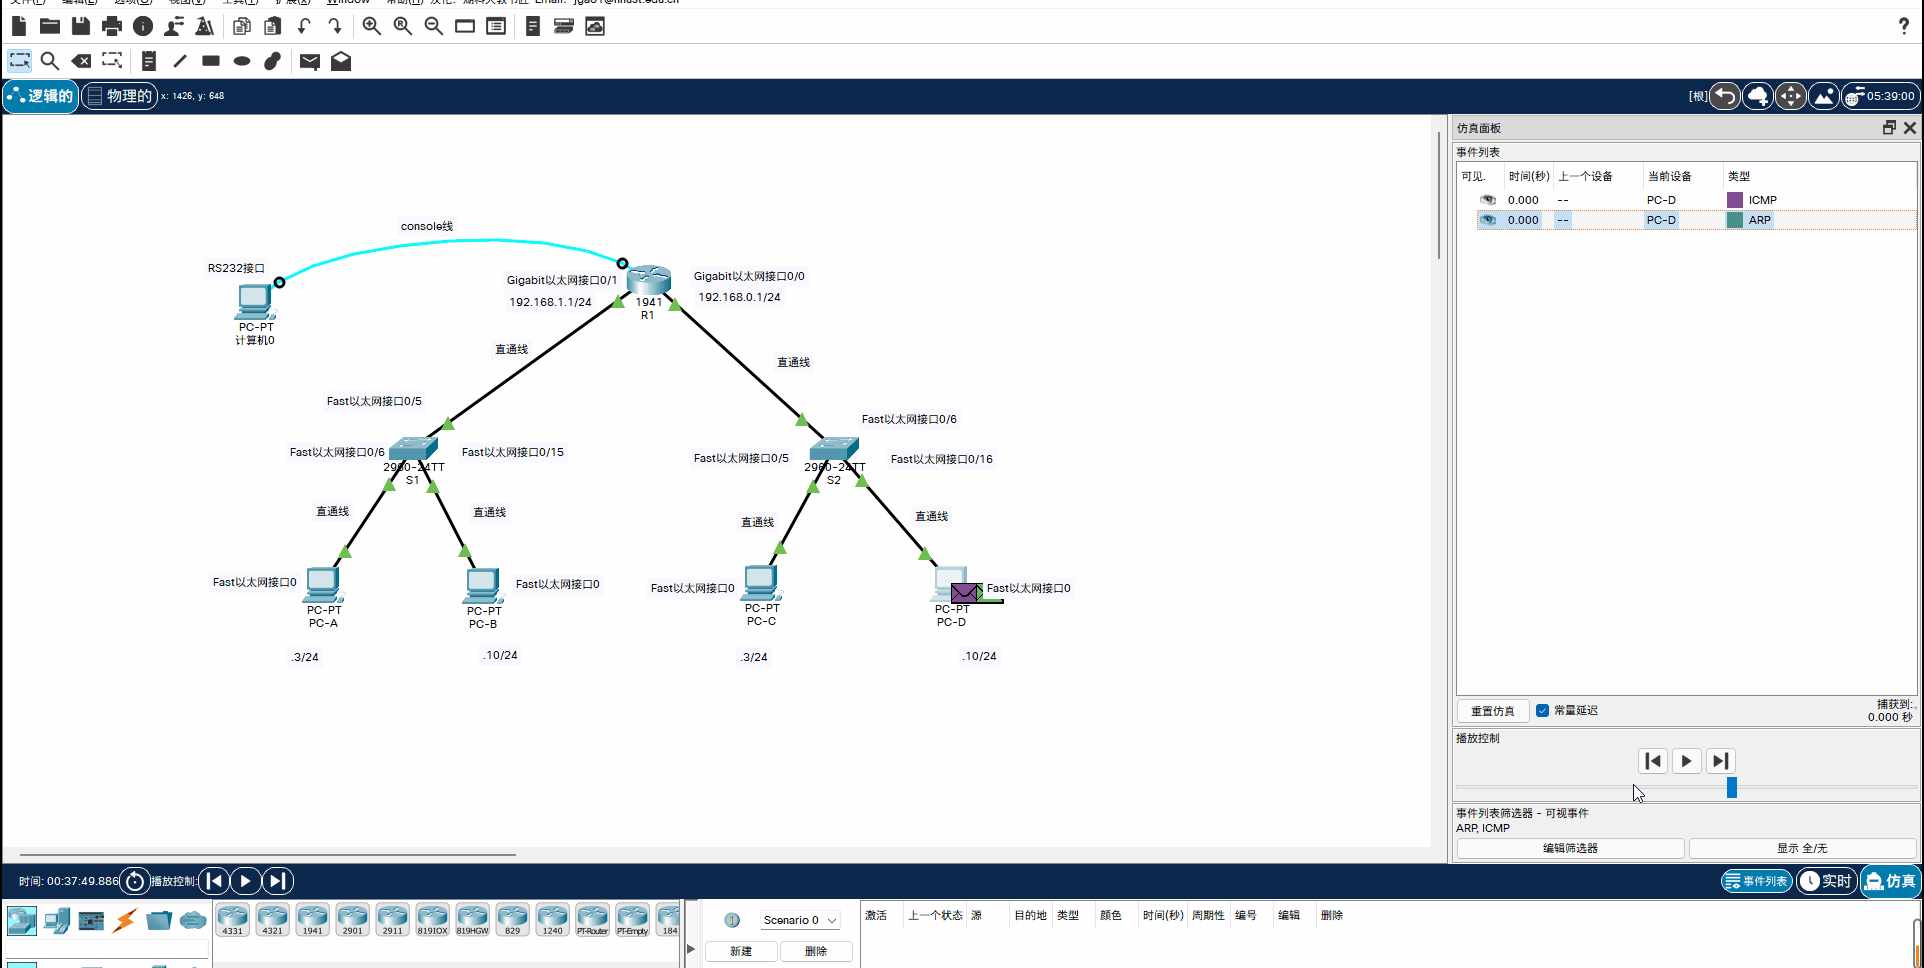 逻辑的
物理的
x: 1426, y: 648
[根]
05:39:00
console线
RS232接口
PC-PT
计算机0
Gigabit以太网接口0/1
192.168.1.1/24
1941
R1
Gigabit以太网接口0/0
192.168.0.1/24
直通线
直通线
Fast以太网接口0/5
Fast以太网接口0/6
Fast以太网接口0/15
2960-24TT
S1
Fast以太网接口0/6
Fast以太网接口0/5
Fast以太网接口0/16
2960-24TT
S2
直通线
直通线
直通线
直通线
Fast以太网接口0
PC-PT
PC-A
.3/24
Fast以太网接口0
PC-PT
PC-B
.10/24
Fast以太网接口0
PC-PT
PC-C
.3/24
Fast以太网接口0
PC-PT
PC-D
.10/24
仿真面板
事件列表
可见. 时间(秒) 上一个设备 当前设备 类型
0.000 -- PC-D ICMP
0.000 -- PC-D ARP
重置仿真
常量延迟
捕获到:
0.000 秒
播放控制
事件列表筛选器 - 可视事件
ARP, ICMP
编辑筛选器
显示 全/无
时间: 00:37:49.886
播放控制:
事件列表
实时
仿真
4331 4321 1941 2901 2911 819IOX 819HGW 829 1240 PT-Router PT-Empty 184
Scenario 0
新建
删除
激活 上一个状态 源 目的地 类型 颜色 时间(秒) 周期性 编号 编辑 删除